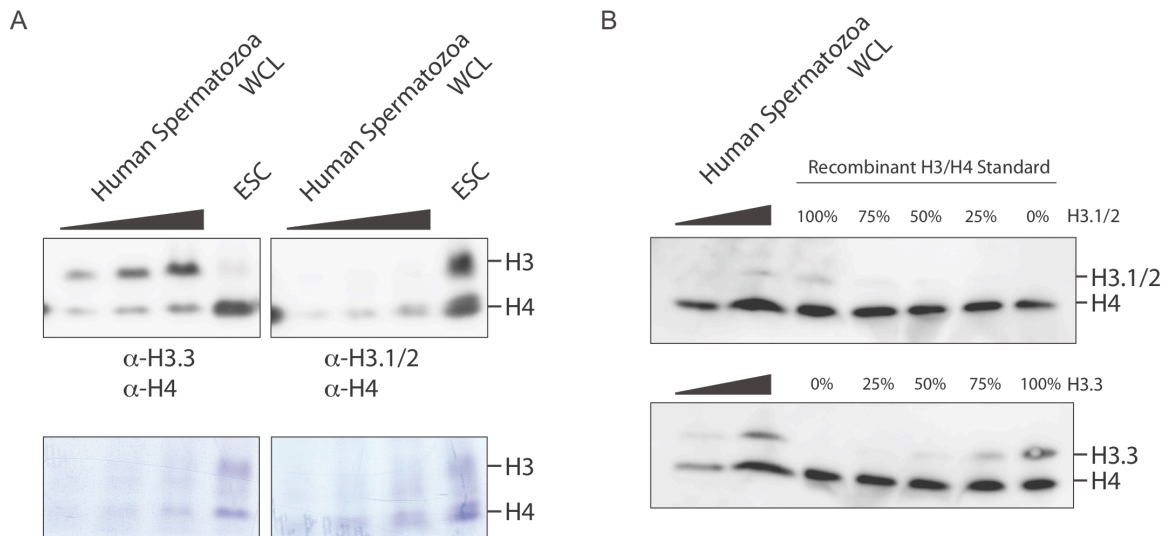 A
Human Spermatozoa
WCL
ESC
Human Spermatozoa
WCL
ESC
H3
H4
α-H3.3
α-H4
α-H3.1/2
α-H4
H3
H4
B
Human Spermatozoa
WCL
Recombinant H3/H4 Standard
100% 75% 50% 25% 0% H3.1/2
H3.1/2
H4
0% 25% 50% 75% 100% H3.3
H3.3
H4